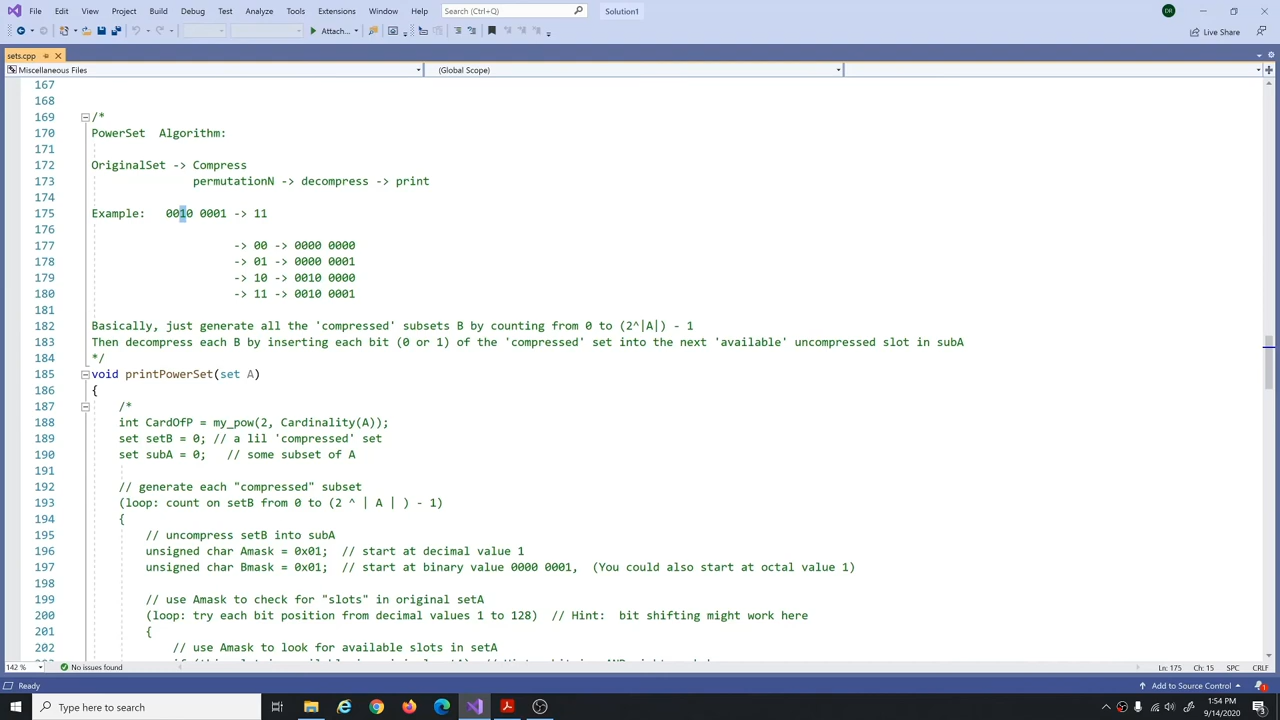 File Edit View Git Project Build Debug Test Analyze Tools Extensions Window Help Search (Ctrl+Q) Solution1 DB
Attach... Live Share
sets.cpp
Miscellaneous Files (Global Scope)
167
168
169 /*
170 PowerSet Algorithm:
171
172 OriginalSet -> Compress
173 permutationN -> decompress -> print
174
175 Example: 0010 0001 -> 11
176
177 -> 00 -> 0000 0000
178 -> 01 -> 0000 0001
179 -> 10 -> 0010 0000
180 -> 11 -> 0010 0001
181
182 Basically, just generate all the 'compressed' subsets B by counting from 0 to (2^|A|) - 1
183 Then decompress each B by inserting each bit (0 or 1) of the 'compressed' set into the next 'available' uncompressed slot in subA
184 */
185 void printPowerSet(set A)
186 {
187 /*
188 int CardOfP = my_pow(2, Cardinality(A));
189 set setB = 0; // a lil 'compressed' set
190 set subA = 0; // some subset of A
191
192 // generate each "compressed" subset
193 (loop: count on setB from 0 to (2 ^ | A | ) - 1)
194 {
195 // uncompress setB into subA
196 unsigned char Amask = 0x01; // start at decimal value 1
197 unsigned char Bmask = 0x01; // start at binary value 0000 0001, (You could also start at octal value 1)
198
199 // use Amask to check for "slots" in original setA
200 (loop: try each bit position from decimal values 1 to 128) // Hint: bit shifting might work here
201 {
202 // use Amask to look for available slots in setA
142 % No issues found Ln: 175 Ch: 15 SPC CRLF
Ready Add to Source Control 1
Type here to search 1:54 PM
9/14/2020